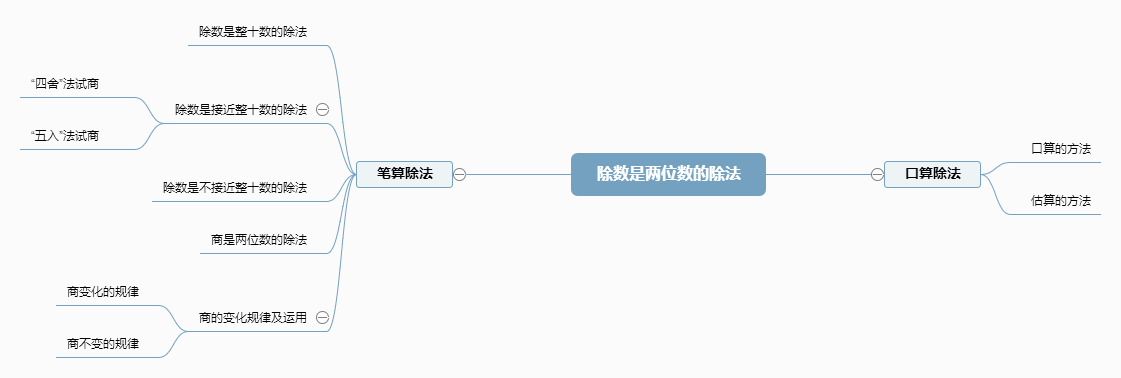 除数是两位数的除法
口算除法
口算的方法
估算的方法
笔算除法
除数是整十数的除法
除数是接近整十数的除法
“四舍”法试商
“五入”法试商
除数是不接近整十数的除法
商是两位数的除法
商的变化规律及运用
商变化的规律
商不变的规律